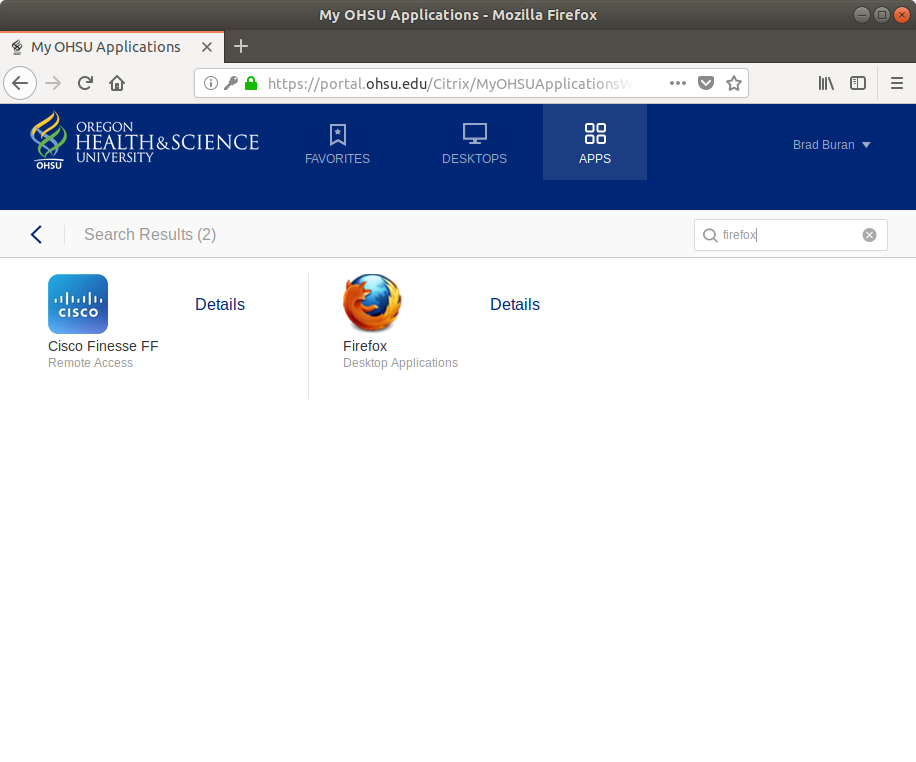 My OHSU Applications - Mozilla Firefox
My OHSU Applications
https://portal.ohsu.edu/Citrix/MyOHSUApplicationsW
OREGON
HEALTH&SCIENCE
UNIVERSITY
OHSU
FAVORITES
DESKTOPS
APPS
Brad Buran
Search Results (2)
firefox
CISCO
Details
Cisco Finesse FF
Remote Access
Details
Firefox
Desktop Applications